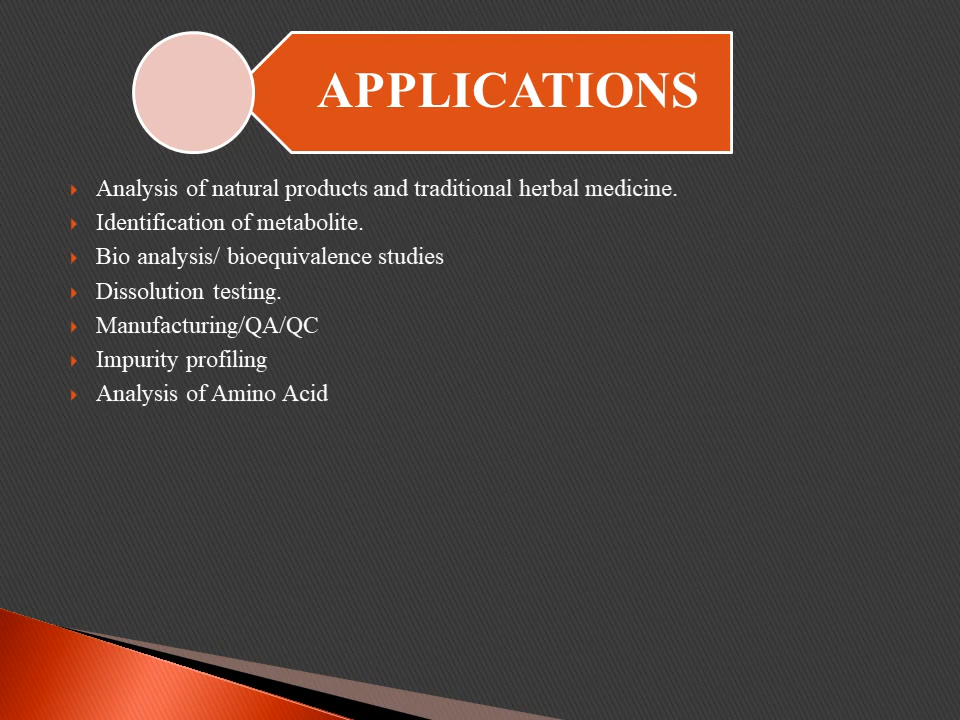 APPLICATIONS
Analysis of natural products and traditional herbal medicine.
Identification of metabolite.
Bio analysis/ bioequivalence studies
Dissolution testing.
Manufacturing/QA/QC
Impurity profiling
Analysis of Amino Acid